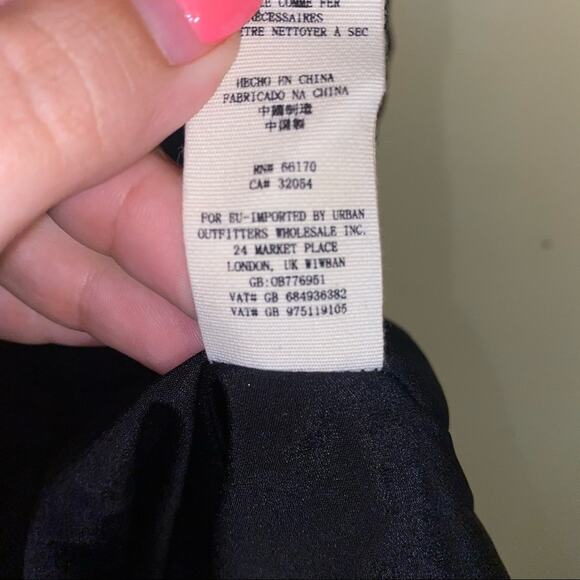 COMME FER
NÉCESSAIRES
ÊTRE NETTOYER À SEC
HECHO EN CHINA
FABRICADO NA CHINA
中國制造
中国製
RN# 66170
CA# 32054
FOR EU-IMPORTED BY URBAN
OUTFITTERS WHOLESALE INC.
24 MARKET PLACE
LONDON, UK W1W8AN
GB:OB776951
VAT# GB 684936382
VAT# GB 975119105